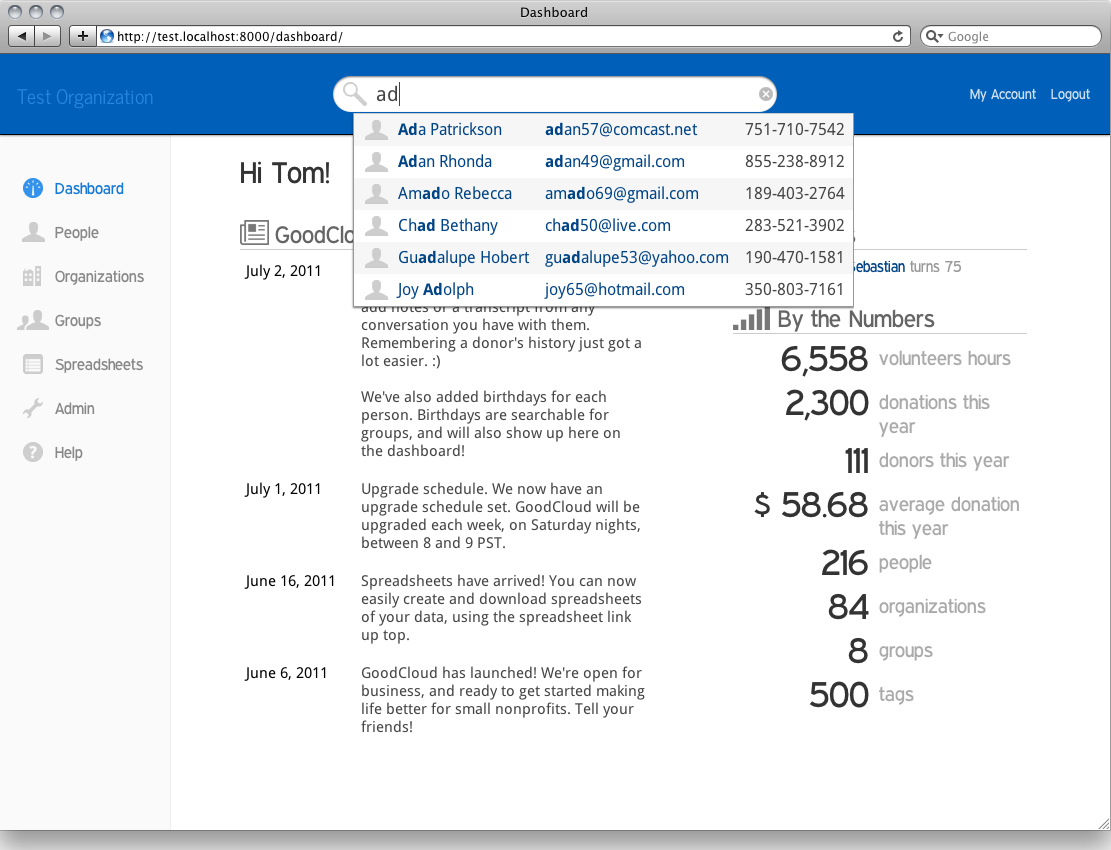 Dashboard
http://test.localhost:8000/dashboard/
Google
Test Organization
ad
My Account Logout
Ada Patrickson adan57@comcast.net 751-710-7542
Adan Rhonda adan49@gmail.com 855-238-8912
Amado Rebecca amado69@gmail.com 189-403-2764
Chad Bethany chad50@live.com 283-521-3902
Guadalupe Hobert guadalupe53@yahoo.com 190-470-1581
Joy Adolph joy65@hotmail.com 350-803-7161
Dashboard
People
Organizations
Groups
Spreadsheets
Admin
Help
Hi Tom!
GoodClo
July 2, 2011
add notes or a transcript from any
conversation you have with them.
Remembering a donor's history just got a
lot easier. :)
We've also added birthdays for each
person. Birthdays are searchable for
groups, and will also show up here on
the dashboard!
July 1, 2011
Upgrade schedule. We now have an
upgrade schedule set. GoodCloud will be
upgraded each week, on Saturday nights,
between 8 and 9 PST.
June 16, 2011
Spreadsheets have arrived! You can now
easily create and download spreadsheets
of your data, using the spreadsheet link
up top.
June 6, 2011
GoodCloud has launched! We're open for
business, and ready to get started making
life better for small nonprofits. Tell your
friends!
Sebastian turns 75
By the Numbers
6,558 volunteers hours
2,300 donations this
year
111 donors this year
$ 58.68 average donation
this year
216 people
84 organizations
8 groups
500 tags